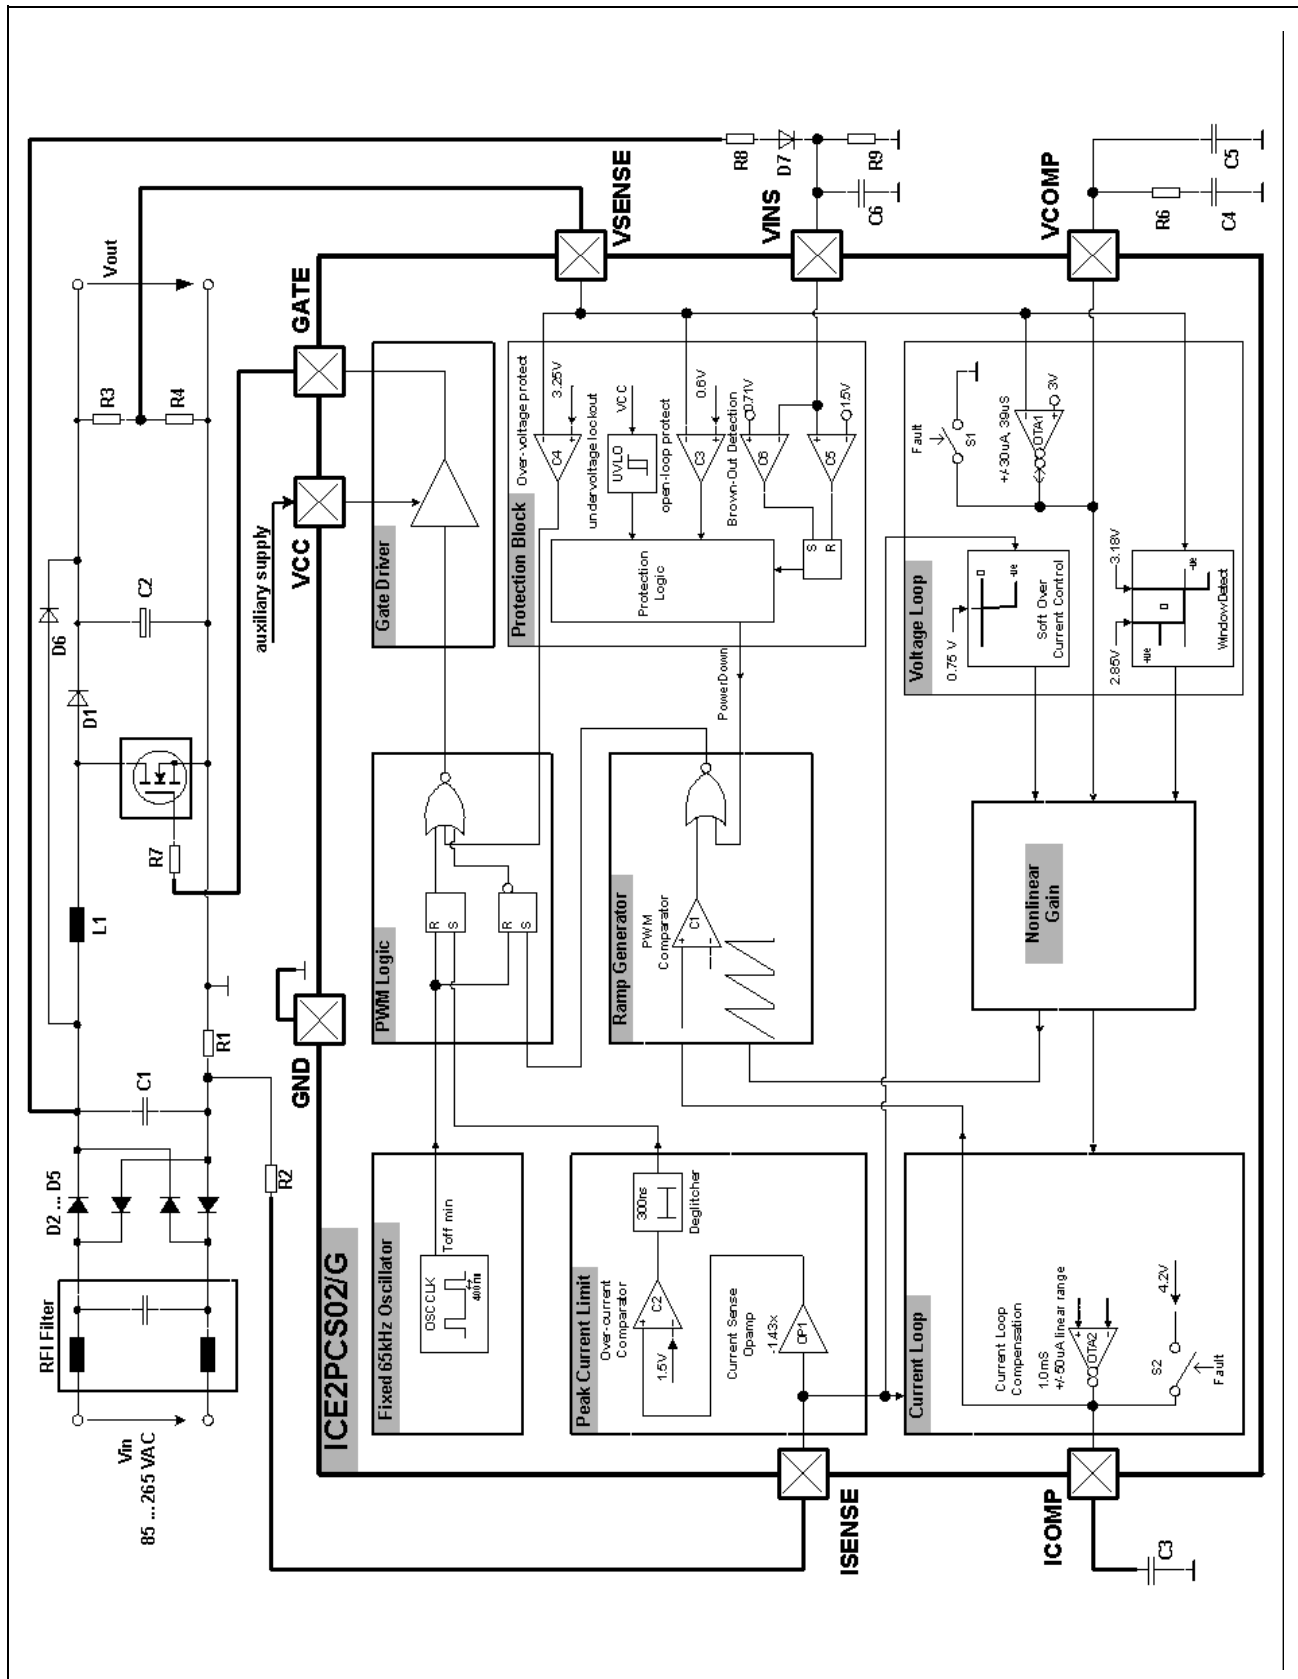 Vin
85 ... 265 VAC
RFI Filter
D2 ... D5
C1
R1
R2
L1
R7
D1
D6
C2
R3
R4
Vout
GND
auxiliary supply
VCC
GATE
VSENSE
R8
D7
R9
C6
VINS
VCOMP
R6
C4
C5
ICE2PCS02/G
Fixed 65kHz Oscillator
OSC CLK
400ns
Toff min
PWM Logic
R
S
R
S
Gate Driver
Peak Current Limit
Over-current
Comparator
1.5V
C2
300ns
Deglitcher
Current Sense
Opamp
-1.43x
OP1
Ramp Generator
PWM
Comparator
C1
Protection Block
Over-voltage protect
C4
3.25V
undervoltage lockout
UVLO
VCC
open-loop protect
C3
0.6V
Brown-Out Detection
C6
0.71V
C5
1.5V
S
R
Protection
Logic
PowerDown
ISENSE
Current Loop
Current Loop
Compensation
1.0mS
+/-50uA linear range
OTA2
4.2V
S2
Fault
ICOMP
C3
Nonlinear
Gain
Voltage Loop
0.75 V
0
-ve
Soft Over
Current Control
2.85V
3.18V
+ve
0
-ve
Window Detect
Fault
S1
+/-30uA, 39uS
OTA1
3V